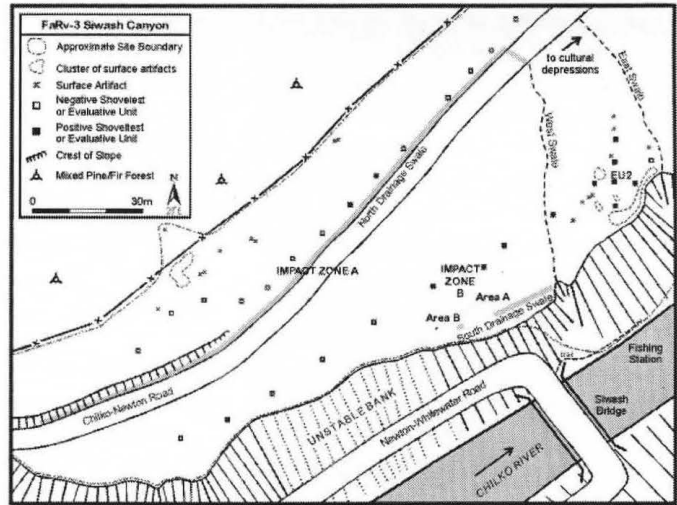 FaRv-3 Siwash Canyon
Approximate Site Boundary
Cluster of surface artifacts
Surface Artifact
Negative Shoveltest
or Evaluative Unit
Positive Shoveltest
or Evaluative Unit
Crest of Slope
Mixed Pine/Fir Forest
N
0 30m
to cultural
depressions
East Swale
West Swale
EU2
North Drainage Swale
IMPACT ZONE A
IMPACT
ZONE
B
Area A
Area B
South Drainage Swale
Chilko-Newton Road
UNSTABLE BANK
Newton-Whitewater Road
Fishing
Station
Siwash
Bridge
CHILKO RIVER